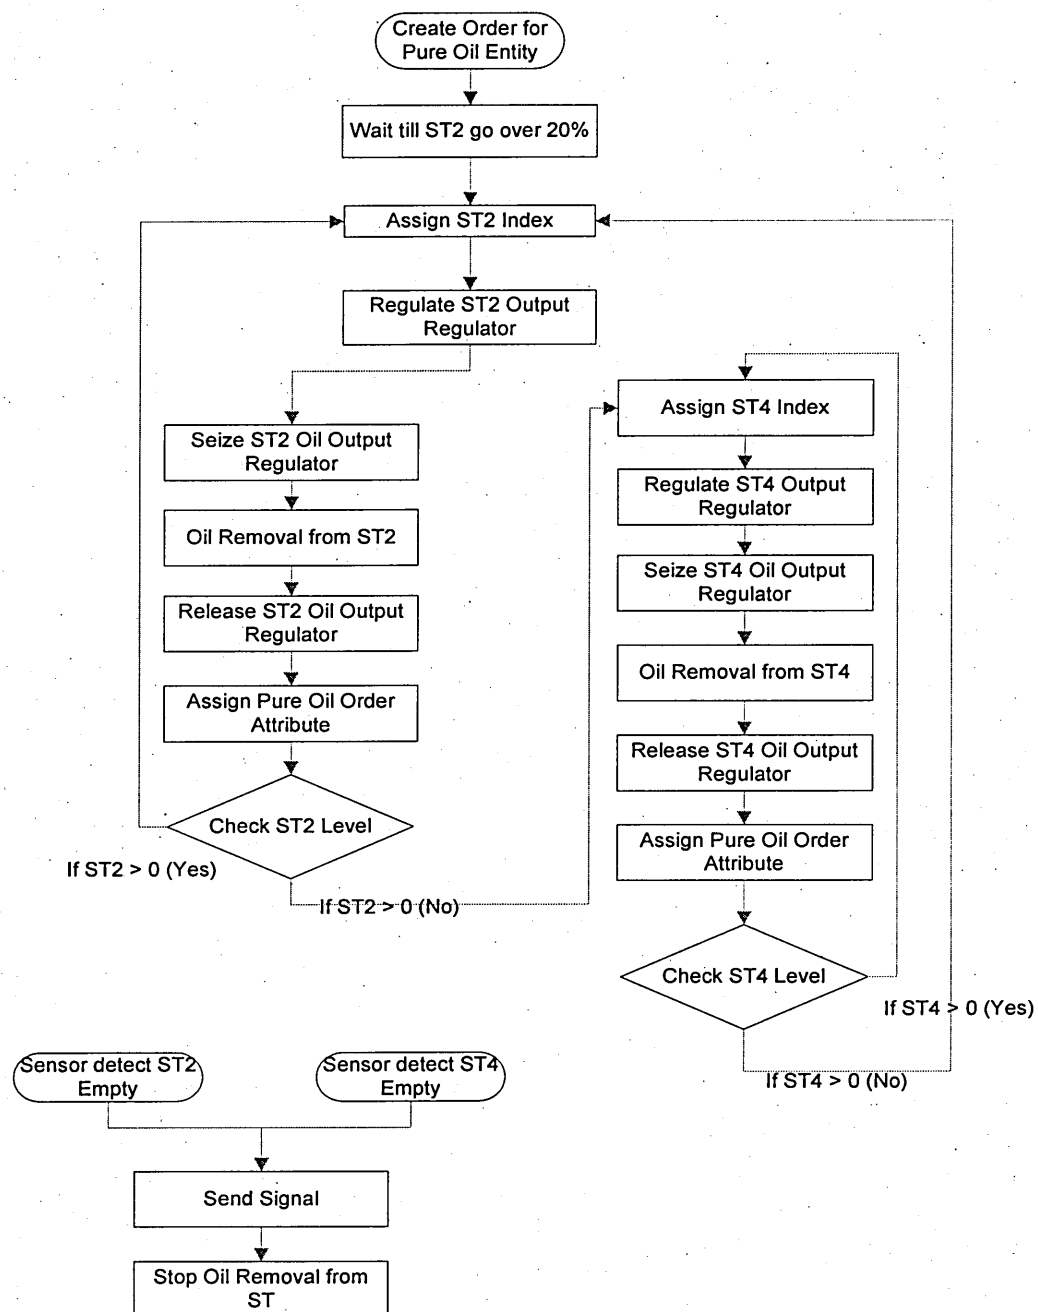 Create Order for
Pure Oil Entity
Wait till ST2 go over 20%
Assign ST2 Index
Regulate ST2 Output
Regulator
Seize ST2 Oil Output
Regulator
Oil Removal from ST2
Release ST2 Oil Output
Regulator
Assign Pure Oil Order
Attribute
Check ST2 Level
If ST2 > 0 (Yes)
If ST2 > 0 (No)
Assign ST4 Index
Regulate ST4 Output
Regulator
Seize ST4 Oil Output
Regulator
Oil Removal from ST4
Release ST4 Oil Output
Regulator
Assign Pure Oil Order
Attribute
Check ST4 Level
If ST4 > 0 (Yes)
If ST4 > 0 (No)
Sensor detect ST2
Empty
Sensor detect ST4
Empty
Send Signal
Stop Oil Removal from
ST